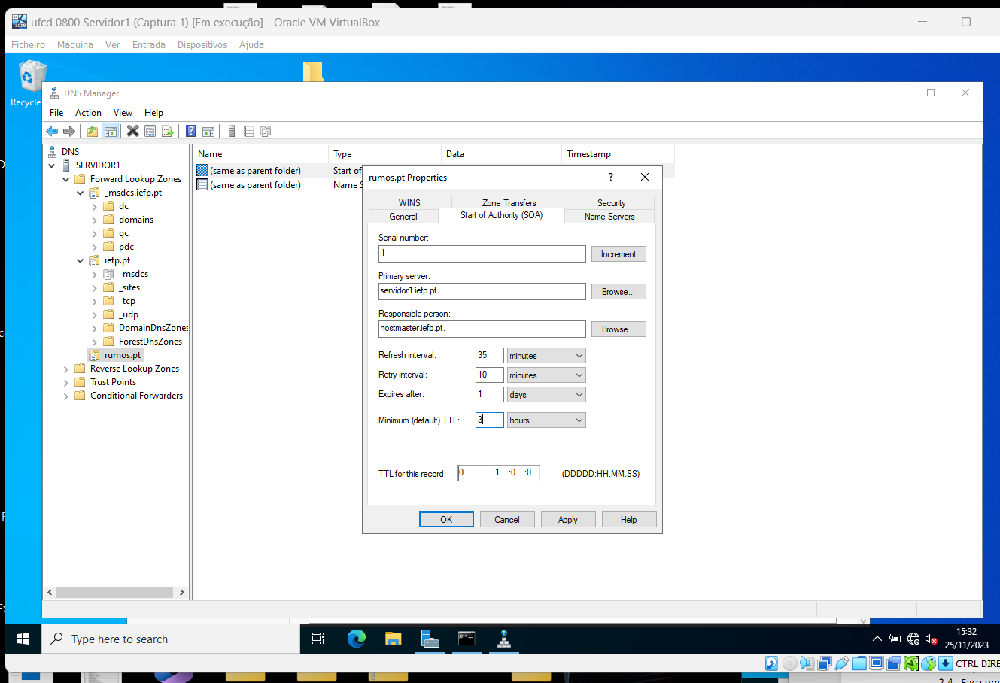 ufcd 0800 Servidor1 (Captura 1) [Em execução] - Oracle VM VirtualBox
Ficheiro Máquina Ver Entrada Dispositivos Ajuda
Recycle
DNS Manager
File Action View Help
DNS
SERVIDOR1
Forward Lookup Zones
_msdcs.iefp.pt
dc
domains
gc
pdc
iefp.pt
_msdcs
_sites
_tcp
_udp
DomainDnsZones
ForestDnsZones
rumos.pt
Reverse Lookup Zones
Trust Points
Conditional Forwarders
Name Type Data Timestamp
(same as parent folder) Start of
(same as parent folder) Name S
rumos.pt Properties ?
WINS Zone Transfers Security
General Start of Authority (SOA) Name Servers
Serial number:
1 Increment
Primary server:
servidor1.iefp.pt. Browse...
Responsible person:
hostmaster.iefp.pt. Browse...
Refresh interval: 35 minutes
Retry interval: 10 minutes
Expires after: 1 days
Minimum (default) TTL: 3 hours
TTL for this record: 0 :1 :0 :0 (DDDDD:HH.MM.SS)
OK Cancel Apply Help
Type here to search
15:32
25/11/2023
CTRL DIRE